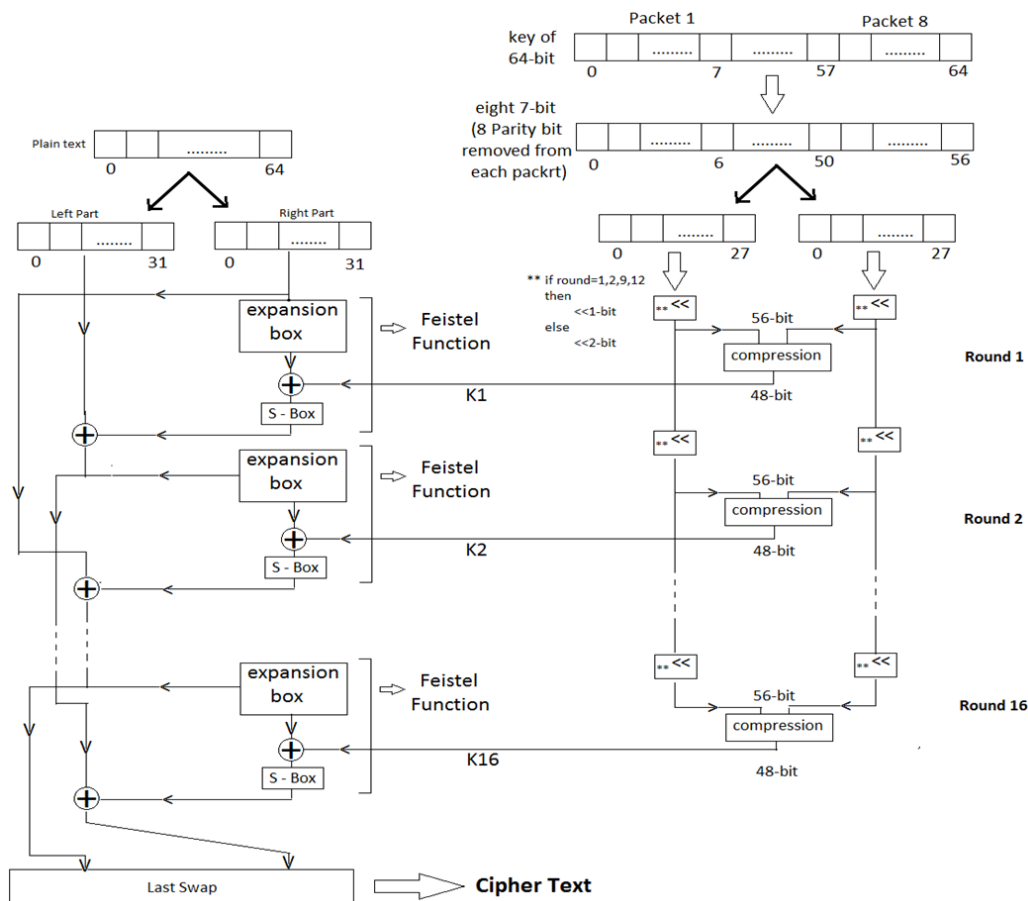 Packet 1 Packet 8
key of
64-bit
......... ......... .........
0 7 57 64
eight 7-bit
(8 Parity bit
removed from
each packrt)
......... ......... .........
0 6 50 56
Plain text
.........
0 64
Left Part Right Part
........ ........
0 31 0 31
........ ........
0 27 0 27
** if round=1,2,9,12
then
<<1-bit
else
<<2-bit
** << ** <<
expansion
box
Feistel
Function
56-bit
compression
48-bit
Round 1
+
K1
S - Box
+
** << ** <<
expansion
box
Feistel
Function
56-bit
compression
48-bit
Round 2
+
K2
S - Box
+
** << ** <<
expansion
box
Feistel
Function
56-bit
compression
48-bit
Round 16
+
K16
S - Box
+
Last Swap
Cipher Text